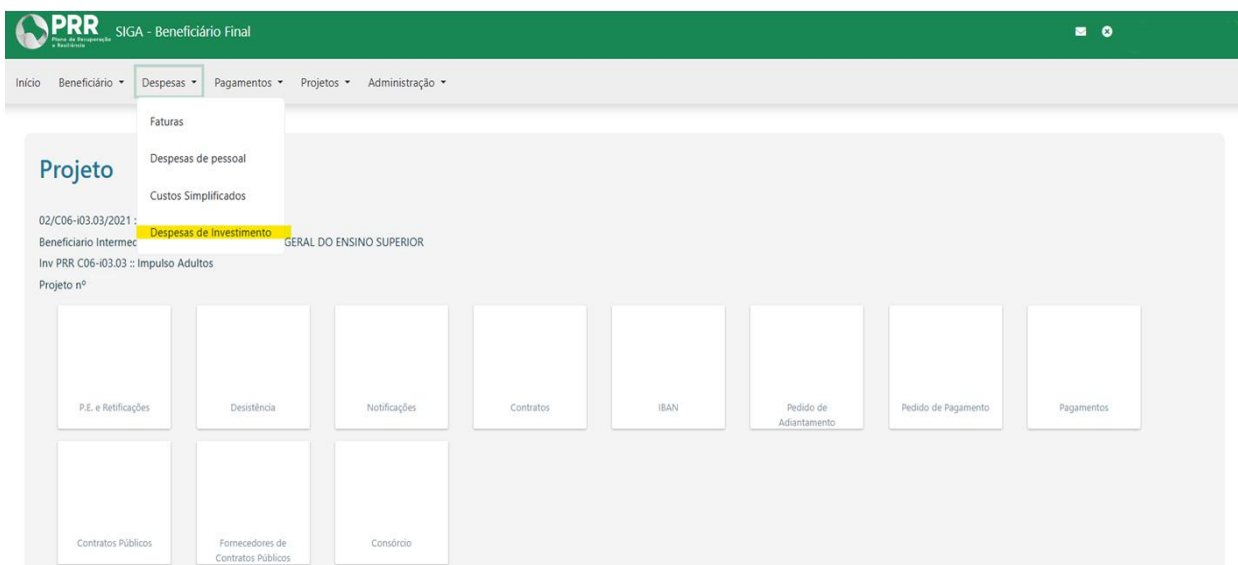 PRR
Plano de Recuperação
e Resiliência
SIGA - Beneficiário Final
Início Beneficiário Despesas Pagamentos Projetos Administração
Faturas
Despesas de pessoal
Custos Simplificados
Despesas de Investimento
Projeto
02/C06-i03.03/2021 :
Beneficiario Intermec GERAL DO ENSINO SUPERIOR
Inv PRR C06-i03.03 :: Impulso Adultos
Projeto nº
P.E. e Retificações
Desistência
Notificações
Contratos
IBAN
Pedido de
Adiantamento
Pedido de Pagamento
Pagamentos
Contratos Públicos
Fornecedores de
Contratos Públicos
Consórcio